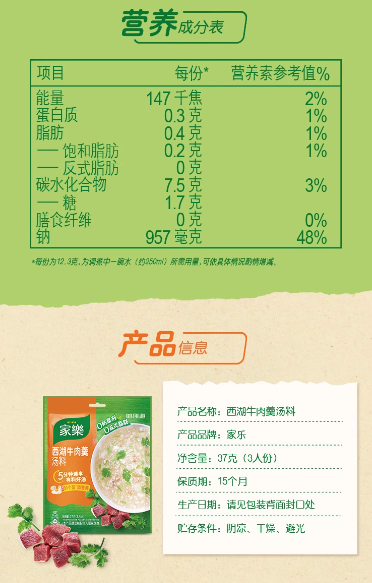 营养成分表
项目 每份* 营养素参考值%
能量 147 千焦 2%
蛋白质 0.3 克 1%
脂肪 0.4 克 1%
—— 饱和脂肪 0.2 克 1%
—— 反式脂肪 0 克
碳水化合物 7.5 克 3%
—— 糖 1.7 克
膳食纤维 0 克 0%
钠 957 毫克 48%
*每份为12.3克,为调煮中一碗水(约250ml)所需用量,可依具体情况酌情增减。
产品信息
家樂
西湖牛肉羹
汤料
产品名称：西湖牛肉羹汤料
产品品牌：家乐
净含量：37克（3人份）
保质期：15个月
生产日期：请见包装背面封口处
贮存条件：阴凉、干燥、避光